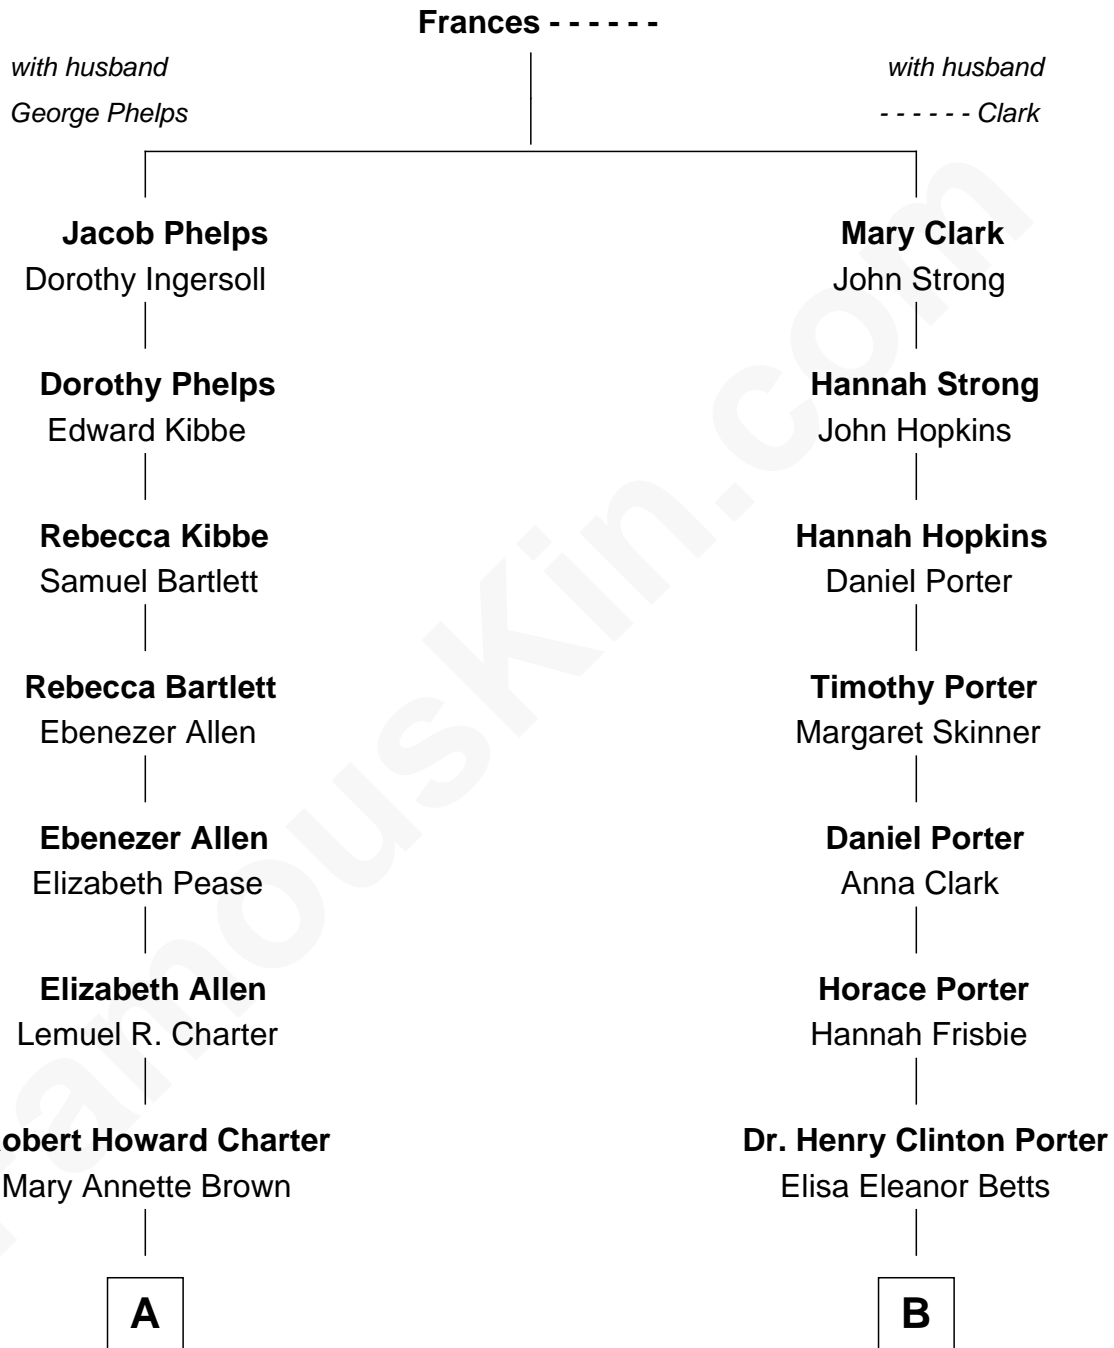 Frances - - - - - -
with husband
George Phelps
with husband
- - - - - - Clark
Jacob Phelps
Dorothy Ingersoll
Mary Clark
John Strong
Dorothy Phelps
Edward Kibbe
Hannah Strong
John Hopkins
Rebecca Kibbe
Samuel Bartlett
Hannah Hopkins
Daniel Porter
Rebecca Bartlett
Ebenezer Allen
Timothy Porter
Margaret Skinner
Ebenezer Allen
Elizabeth Pease
Daniel Porter
Anna Clark
Elizabeth Allen
Lemuel R. Charter
Horace Porter
Hannah Frisbie
obert Howard Charter
Mary Annette Brown
Dr. Henry Clinton Porter
Elisa Eleanor Betts
A
B
FamousKin.com